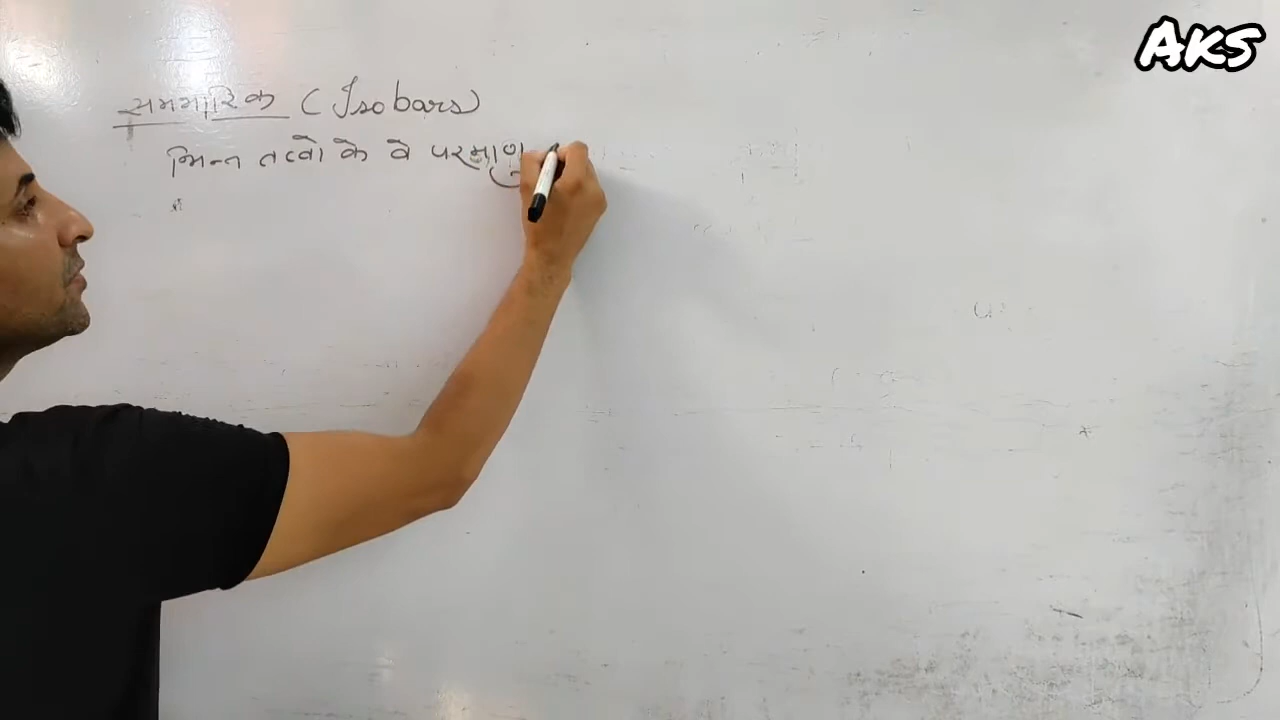 AKS
समभारिक (Isobars)
भिन्न तत्वो के वे परमाणु